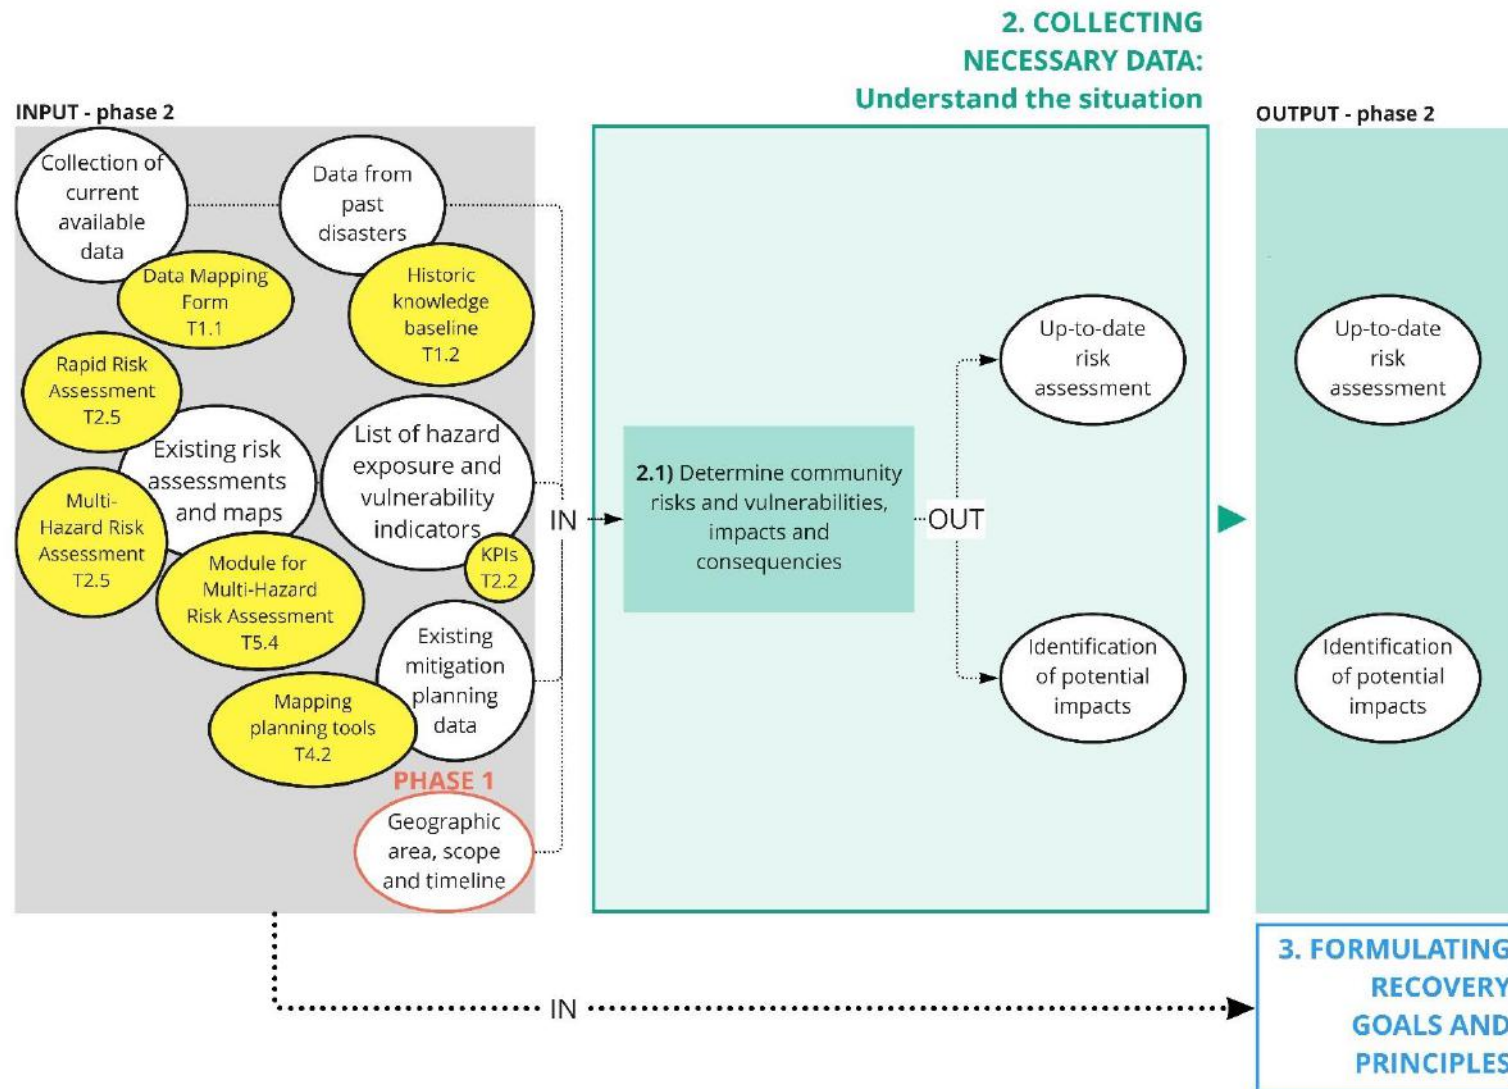 2. COLLECTING
NECESSARY DATA:
Understand the situation
INPUT - phase 2
OUTPUT - phase 2
Collection of
current
available
data
Data from
past
disasters
Data Mapping
Form
T1.1
Historic
knowledge
baseline
T1.2
Rapid Risk
Assessment
T2.5
Existing risk
assessments
and maps
List of hazard
exposure and
vulnerability
indicators
Multi-
Hazard Risk
Assessment
T2.5
KPIs
T2.2
Module for
Multi-Hazard
Risk Assessment
T5.4
Existing
mitigation
planning
data
Mapping
planning tools
T4.2
PHASE 1
Geographic
area, scope
and timeline
IN
2.1) Determine community
risks and vulnerabilities,
impacts and
consequencies
OUT
Up-to-date
risk
assessment
Identification
of potential
impacts
Up-to-date
risk
assessment
Identification
of potential
impacts
IN
3. FORMULATING
RECOVERY
GOALS AND
PRINCIPLES